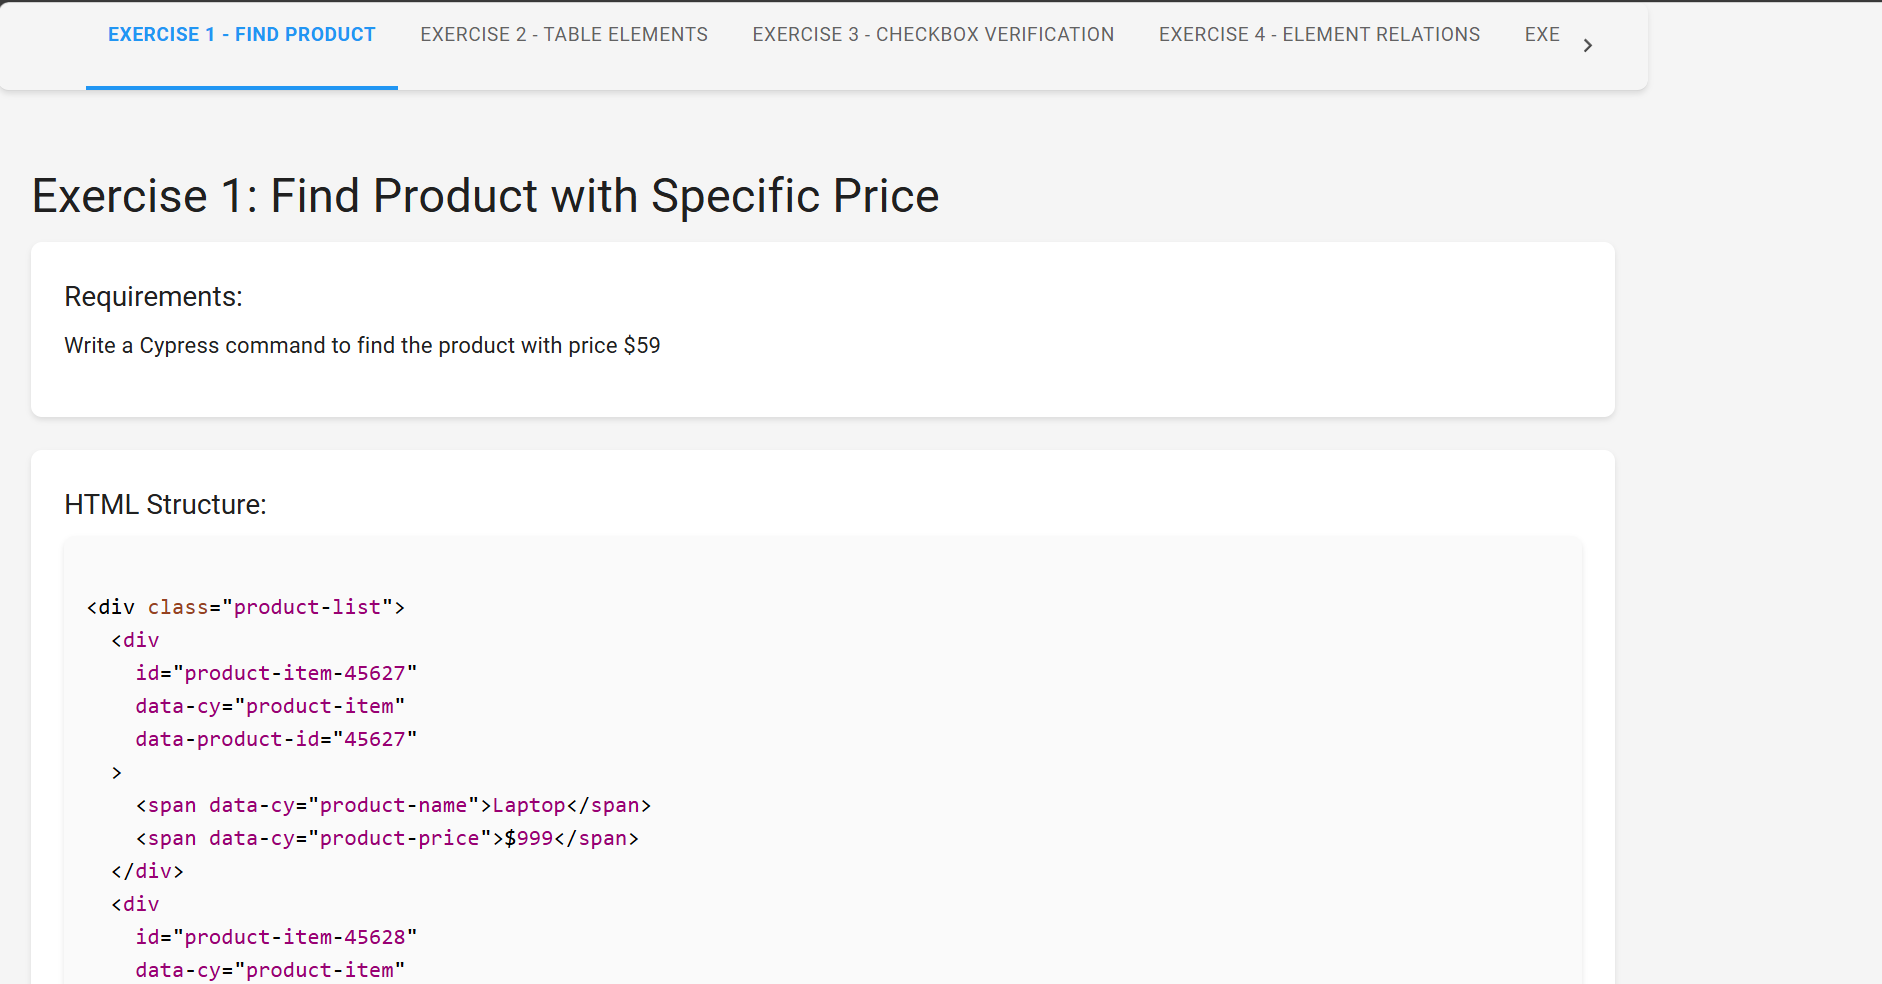 EXERCISE 1 - FIND PRODUCT EXERCISE 2 - TABLE ELEMENTS EXERCISE 3 - CHECKBOX VERIFICATION EXERCISE 4 - ELEMENT RELATIONS EXE
Exercise 1: Find Product with Specific Price
Requirements:
Write a Cypress command to find the product with price $59
HTML Structure:
<div class="product-list">
  <div
    id="product-item-45627"
    data-cy="product-item"
    data-product-id="45627"
  >
    <span data-cy="product-name">Laptop</span>
    <span data-cy="product-price">$999</span>
  </div>
  <div
    id="product-item-45628"
    data-cy="product-item"